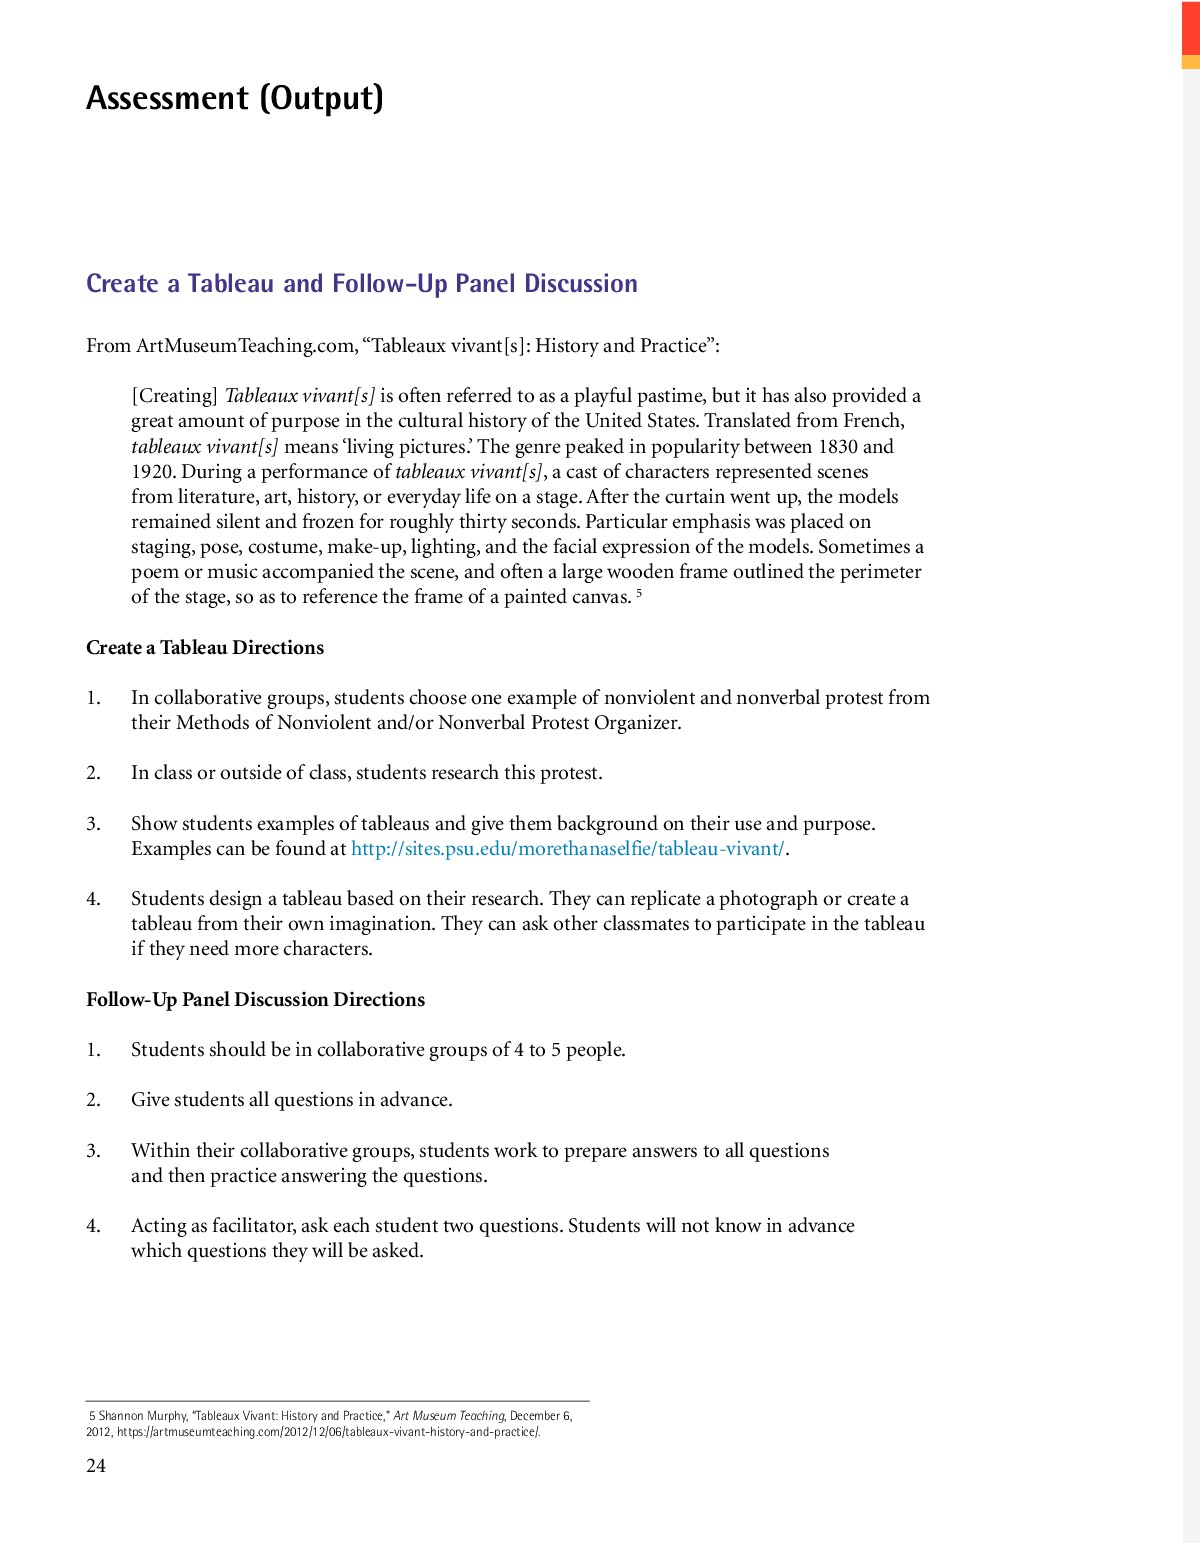 Assessment (Output)
Create a Tableau and Follow-Up Panel Discussion
From ArtMuseumTeaching.com, “Tableaux vivant[s]: History and Practice”:
[Creating] Tableaux vivant[s] is often referred to as a playful pastime, but it has also provided a
great amount of purpose in the cultural history of the United States. Translated from French,
tableaux vivant[s] means ‘living pictures.’ The genre peaked in popularity between 1830 and
1920. During a performance of tableaux vivant[s], a cast of characters represented scenes
from literature, art, history, or everyday life on a stage. After the curtain went up, the models
remained silent and frozen for roughly thirty seconds. Particular emphasis was placed on
staging, pose, costume, make-up, lighting, and the facial expression of the models. Sometimes a
poem or music accompanied the scene, and often a large wooden frame outlined the perimeter
of the stage, so as to reference the frame of a painted canvas. 5
Create a Tableau Directions
1. In collaborative groups, students choose one example of nonviolent and nonverbal protest from
their Methods of Nonviolent and/or Nonverbal Protest Organizer.
2. In class or outside of class, students research this protest.
3. Show students examples of tableaus and give them background on their use and purpose.
Examples can be found at http://sites.psu.edu/morethanaselfie/tableau-vivant/.
4. Students design a tableau based on their research. They can replicate a photograph or create a
tableau from their own imagination. They can ask other classmates to participate in the tableau
if they need more characters.
Follow-Up Panel Discussion Directions
1. Students should be in collaborative groups of 4 to 5 people.
2. Give students all questions in advance.
3. Within their collaborative groups, students work to prepare answers to all questions
and then practice answering the questions.
4. Acting as facilitator, ask each student two questions. Students will not know in advance
which questions they will be asked.
5 Shannon Murphy, “Tableaux Vivant: History and Practice,” Art Museum Teaching, December 6,
2012, https://artmuseumteaching.com/2012/12/06/tableaux-vivant-history-and-practice/.
24